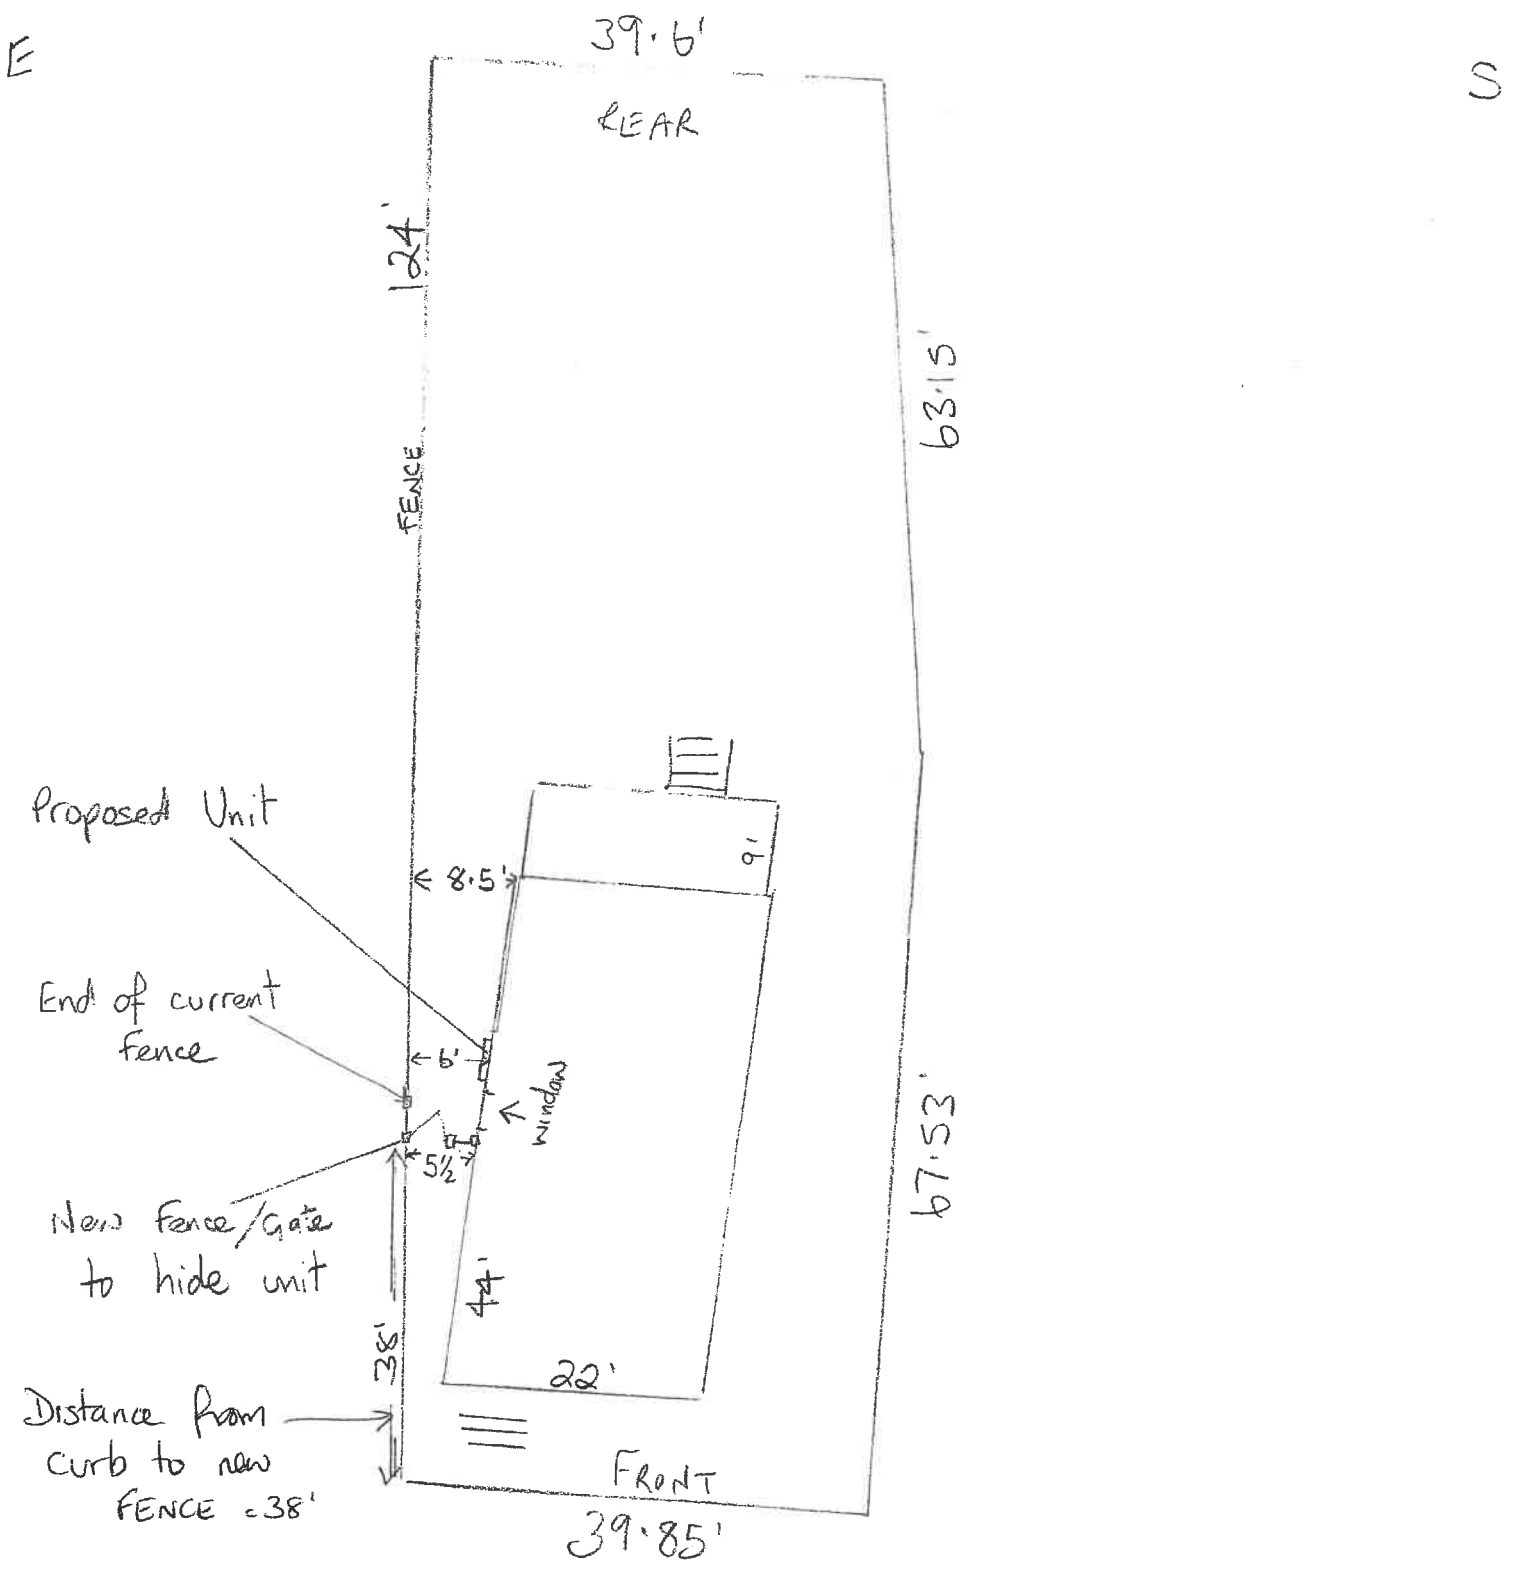 E
39.6'
S
REAR
124'
63.15'
FENCE
Proposed Unit
9'
8.5'
End of current
fence
6'
window
5½
67.53'
New Fence/Gate
to hide unit
44'
38'
22'
Distance from
curb to new
FENCE = 38'
FRONT
39.85'